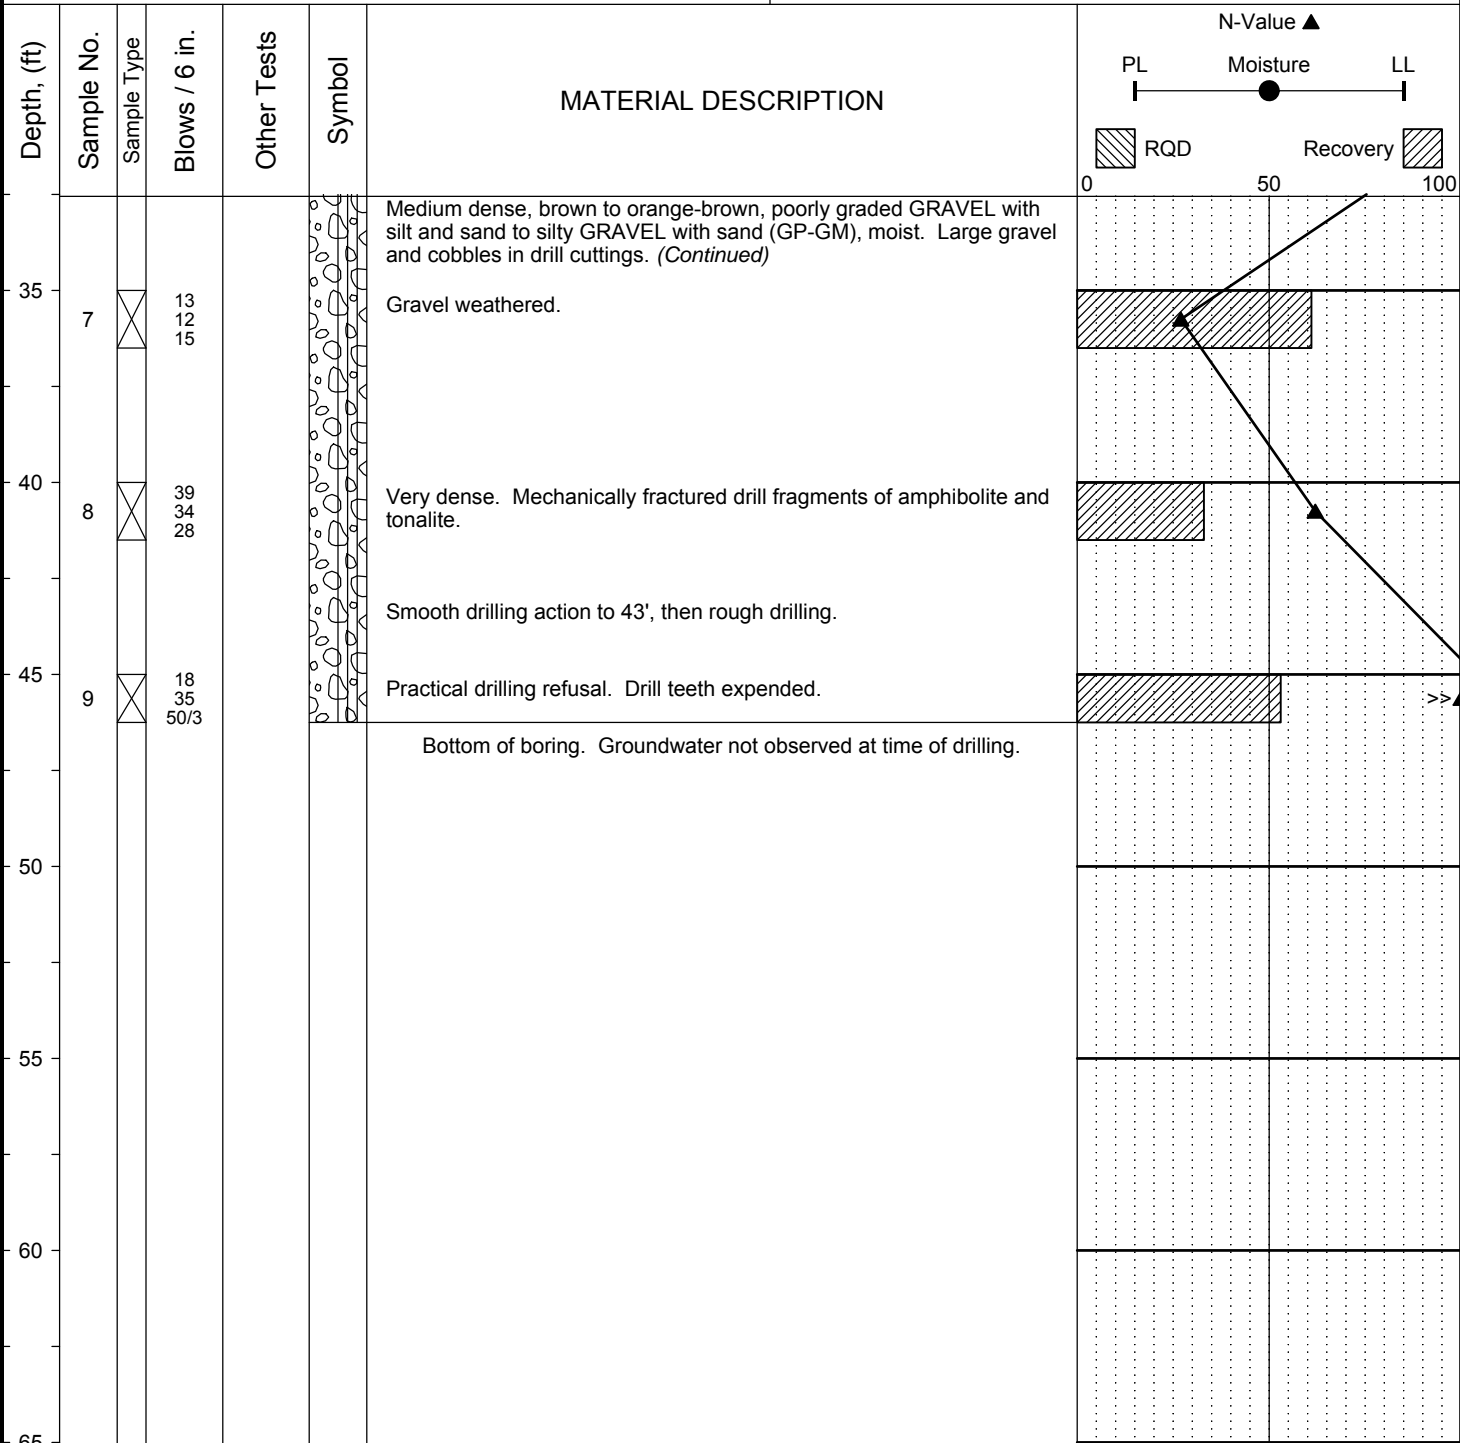 Depth, (ft)
Sample No.
Sample Type
Blows / 6 in.
Other Tests
Symbol
MATERIAL DESCRIPTION
N-Value ▲
PL Moisture LL
RQD Recovery
0 50 100
Medium dense, brown to orange-brown, poorly graded GRAVEL with
silt and sand to silty GRAVEL with sand (GP-GM), moist. Large gravel
and cobbles in drill cuttings. (Continued)
35
7
13
12
15
Gravel weathered.
40
8
39
34
28
Very dense. Mechanically fractured drill fragments of amphibolite and
tonalite.
Smooth drilling action to 43', then rough drilling.
45
9
18
35
50/3
Practical drilling refusal. Drill teeth expended.
>>
Bottom of boring. Groundwater not observed at time of drilling.
50
55
60
65